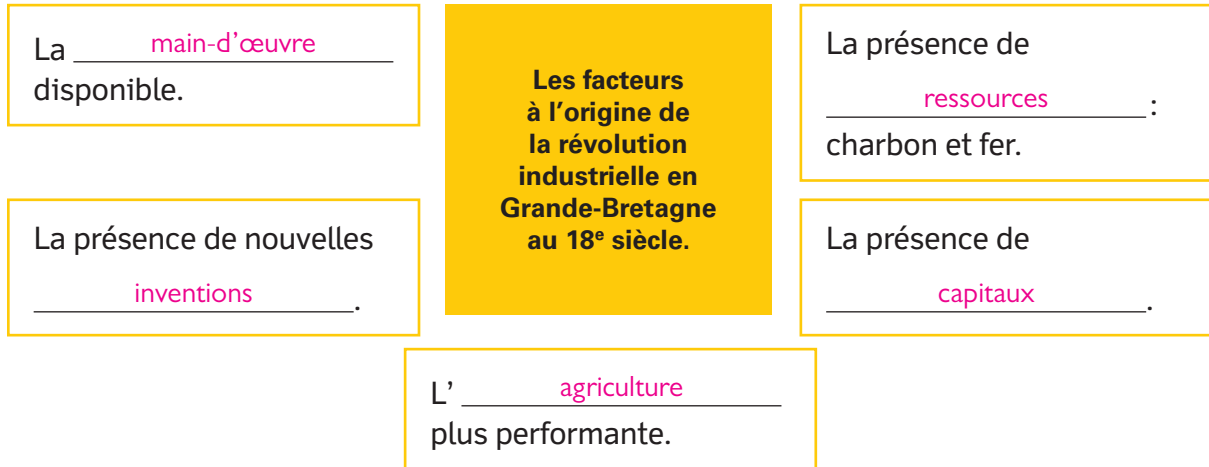 La main-d'œuvre
disponible.
Les facteurs
à l'origine de
la révolution
industrielle en
Grande-Bretagne
au 18e siècle.
La présence de
ressources :
charbon et fer.
La présence de nouvelles
inventions.
La présence de
capitaux.
L' agriculture
plus performante.